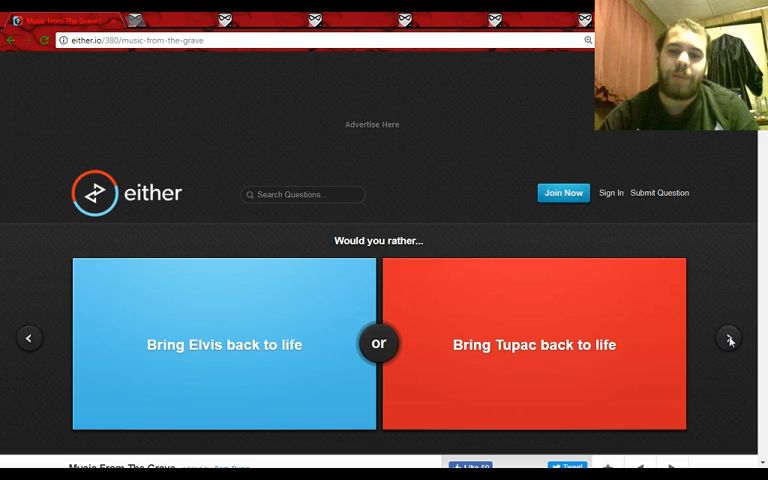 Music From The Grave
either.io/380/music-from-the-grave
Advertise Here
either
Search Questions...
Join Now
Sign In
Submit Question
Would you rather...
Bring Elvis back to life
or
Bring Tupac back to life
Music From The Grave
Like 50
Tweet